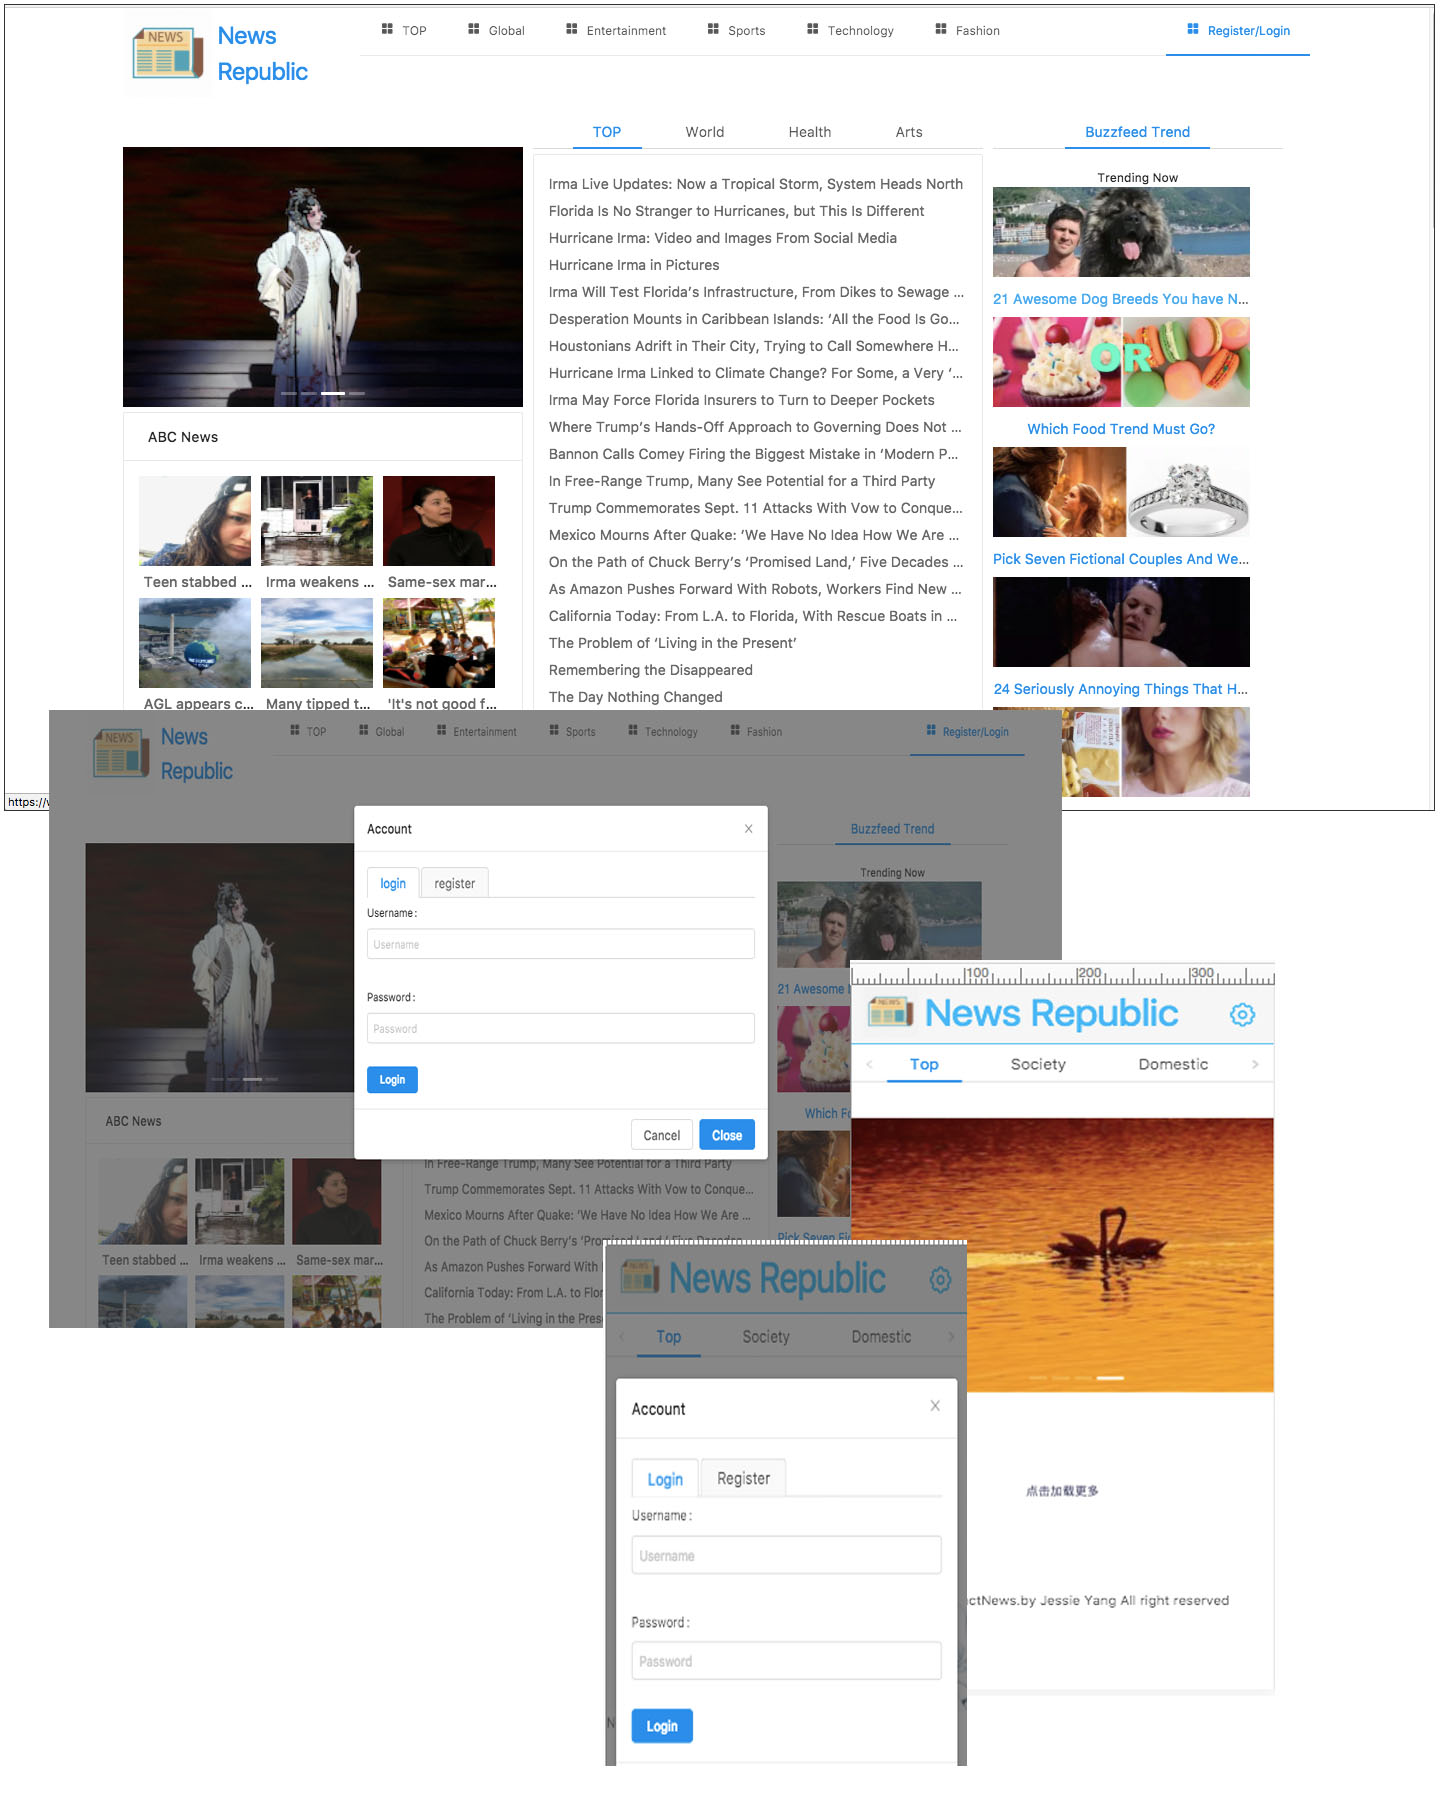 News
Republic
TOP
Global
Entertainment
Sports
Technology
Fashion
Register/Login
TOP
World
Health
Arts
Buzzfeed Trend
Irma Live Updates: Now a Tropical Storm, System Heads North
Florida Is No Stranger to Hurricanes, but This Is Different
Hurricane Irma: Video and Images From Social Media
Hurricane Irma in Pictures
Irma Will Test Florida’s Infrastructure, From Dikes to Sewage ...
Desperation Mounts in Caribbean Islands: ‘All the Food Is Go...
Houstonians Adrift in Their City, Trying to Call Somewhere H...
Hurricane Irma Linked to Climate Change? For Some, a Very ‘...
Irma May Force Florida Insurers to Turn to Deeper Pockets
Where Trump’s Hands-Off Approach to Governing Does Not ...
Bannon Calls Comey Firing the Biggest Mistake in ‘Modern P...
In Free-Range Trump, Many See Potential for a Third Party
Trump Commemorates Sept. 11 Attacks With Vow to Conque...
Mexico Mourns After Quake: ‘We Have No Idea How We Are ...
On the Path of Chuck Berry’s ‘Promised Land,’ Five Decades ...
As Amazon Pushes Forward With Robots, Workers Find New ...
California Today: From L.A. to Florida, With Rescue Boats in ...
The Problem of ‘Living in the Present’
Remembering the Disappeared
The Day Nothing Changed
Trending Now
21 Awesome Dog Breeds You have N...
OR
Which Food Trend Must Go?
Pick Seven Fictional Couples And We...
24 Seriously Annoying Things That H...
ABC News
Teen stabbed ...
Irma weakens ...
Same-sex mar...
AGL appears c...
Many tipped t...
'It's not good f...
https://w
News
Republic
TOP
Global
Entertainment
Sports
Technology
Fashion
Register/Login
Buzzfeed Trend
Trending Now
21 Awesome
Which F
Pick Seven Fic
ABC News
Teen stabbed ...
Irma weakens ...
Same-sex mar...
In Free-Range Trump, Many See Potential for a Third Party
Trump Commemorates Sept. 11 Attacks With Vow to Conque...
Mexico Mourns After Quake: ‘We Have No Idea How We Are ...
On the Path of Chuck Berry’s ‘Promised Land,’ Five Decades
As Amazon Pushes Forward With
California Today: From L.A. to Flor
The Problem of ‘Living in the Prese
Account
X
login
register
Username :
Username
Password :
Password
Login
Cancel
Close
100
200
300
NEWS
News Republic
<
Top
Society
Domestic
>
点击加载更多
actNews.by Jessie Yang All right reserved
NEWS
News Republic
<
Top
Society
Domestic
>
Account
X
Login
Register
Username :
Username
Password :
Password
Login
N